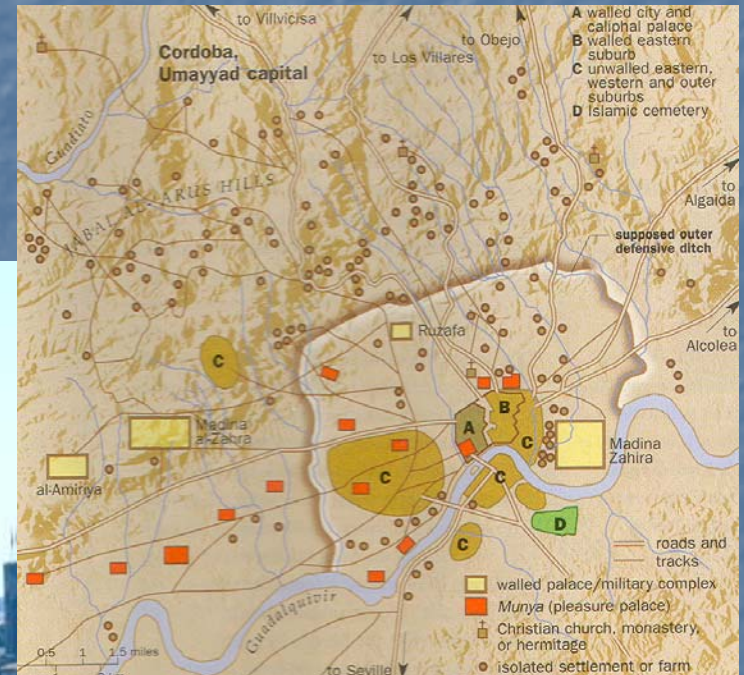 to Villvicisa
to Obejo
to Los Villares
Cordoba,
Umayyad capital
A walled city and
caliphal palace
B walled eastern
suburb
C unwalled eastern,
western and outer
suburbs
D Islamic cemetery
Guadiato
JABAL AL-ARUS HILLS
to
Algaida
supposed outer
defensive ditch
to
Alcolea
Ruzafa
C
Medina
al-Zahra
al-Amiriya
A
B
C
C
C
C
D
Madina
Zahira
Guadalquivir
roads and
tracks
walled palace/military complex
Munya (pleasure palace)
Christian church, monastery,
or hermitage
isolated settlement or farm
0.5 1 1.5 miles
to Seville